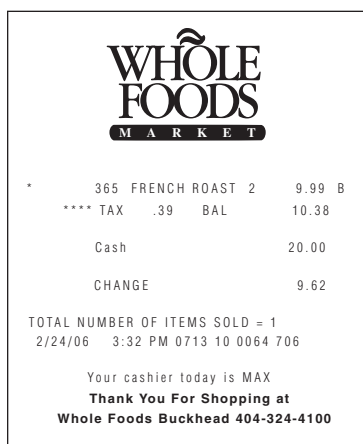 WHOLE
FOODS
MARKET
* 365 FRENCH ROAST 2 9.99 B
**** TAX .39 BAL 10.38
Cash 20.00
CHANGE 9.62
TOTAL NUMBER OF ITEMS SOLD = 1
2/24/06 3:32 PM 0713 10 0064 706
Your cashier today is MAX
Thank You For Shopping at
Whole Foods Buckhead 404-324-4100